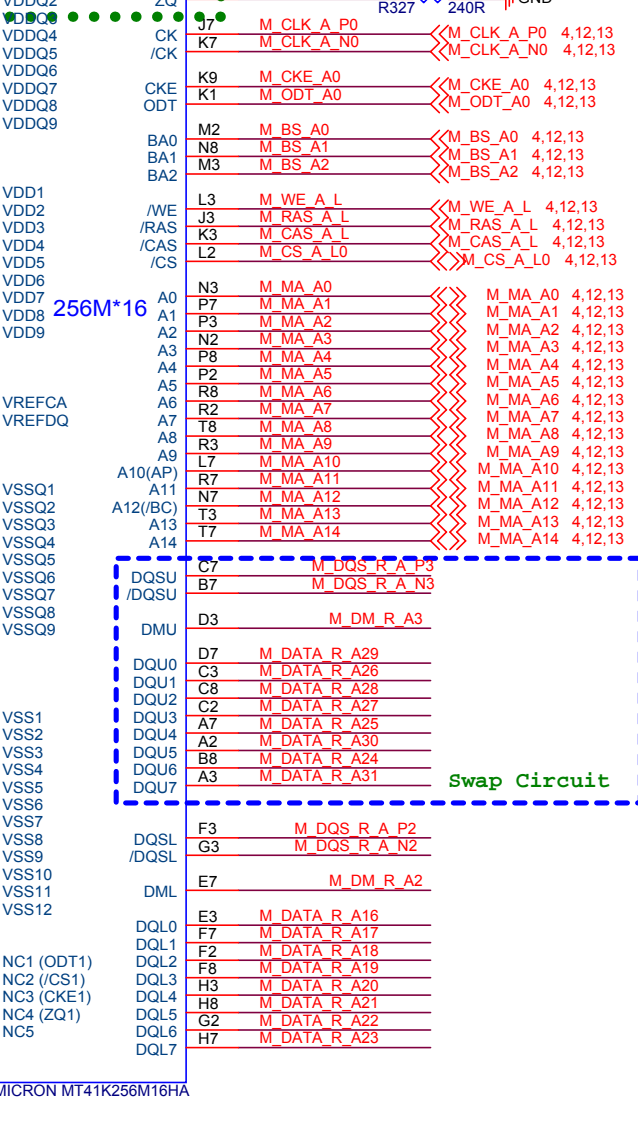 VDDQ2 ZQ R327 240R GND
VDDQ3 J7 M_CLK_A_P0
VDDQ4 CK M_CLK_A_P0 4,12,13
VDDQ5 /CK K7 M_CLK_A_N0 M_CLK_A_N0 4,12,13
VDDQ6
VDDQ7 CKE K9 M_CKE_A0 M_CKE_A0 4,12,13
VDDQ8 ODT K1 M_ODT_A0 M_ODT_A0 4,12,13
VDDQ9
BA0 M2 M_BS_A0 M_BS_A0 4,12,13
BA1 N8 M_BS_A1 M_BS_A1 4,12,13
BA2 M3 M_BS_A2 M_BS_A2 4,12,13
VDD1
VDD2 /WE L3 M_WE_A_L M_WE_A_L 4,12,13
VDD3 /RAS J3 M_RAS_A_L M_RAS_A_L 4,12,13
VDD4 /CAS K3 M_CAS_A_L M_CAS_A_L 4,12,13
VDD5 /CS L2 M_CS_A_L0 M_CS_A_L0 4,12,13
VDD6
VDD7 A0 N3 M_MA_A0 M_MA_A0 4,12,13
256M*16
VDD8 A1 P7 M_MA_A1 M_MA_A1 4,12,13
VDD9 A2 P3 M_MA_A2 M_MA_A2 4,12,13
A3 N2 M_MA_A3 M_MA_A3 4,12,13
A4 P8 M_MA_A4 M_MA_A4 4,12,13
A5 P2 M_MA_A5 M_MA_A5 4,12,13
VREFCA A6 R8 M_MA_A6 M_MA_A6 4,12,13
VREFDQ A7 R2 M_MA_A7 M_MA_A7 4,12,13
A8 T8 M_MA_A8 M_MA_A8 4,12,13
A9 R3 M_MA_A9 M_MA_A9 4,12,13
A10(AP) L7 M_MA_A10 M_MA_A10 4,12,13
VSSQ1 A11 R7 M_MA_A11 M_MA_A11 4,12,13
VSSQ2 A12(/BC) N7 M_MA_A12 M_MA_A12 4,12,13
VSSQ3 A13 T3 M_MA_A13 M_MA_A13 4,12,13
VSSQ4 A14 T7 M_MA_A14 M_MA_A14 4,12,13
VSSQ5
VSSQ6 DQSU C7 M_DQS_R_A_P3
VSSQ7 /DQSU B7 M_DQS_R_A_N3
VSSQ8
VSSQ9 DMU D3 M_DM_R_A3
DQU0 D7 M_DATA_R_A29
DQU1 C3 M_DATA_R_A26
DQU2 C8 M_DATA_R_A28
VSS1 DQU3 C2 M_DATA_R_A27
VSS2 DQU4 A7 M_DATA_R_A25
VSS3 DQU5 A2 M_DATA_R_A30
VSS4 DQU6 B8 M_DATA_R_A24
VSS5 DQU7 A3 M_DATA_R_A31 Swap Circuit
VSS6
VSS7
VSS8 DQSL F3 M_DQS_R_A_P2
VSS9 /DQSL G3 M_DQS_R_A_N2
VSS10
VSS11 DML E7 M_DM_R_A2
VSS12
DQL0 E3 M_DATA_R_A16
DQL1 F7 M_DATA_R_A17
NC1 (ODT1) DQL2 F2 M_DATA_R_A18
NC2 (/CS1) DQL3 F8 M_DATA_R_A19
NC3 (CKE1) DQL4 H3 M_DATA_R_A20
NC4 (ZQ1) DQL5 H8 M_DATA_R_A21
NC5 DQL6 G2 M_DATA_R_A22
DQL7 H7 M_DATA_R_A23
MICRON MT41K256M16HA